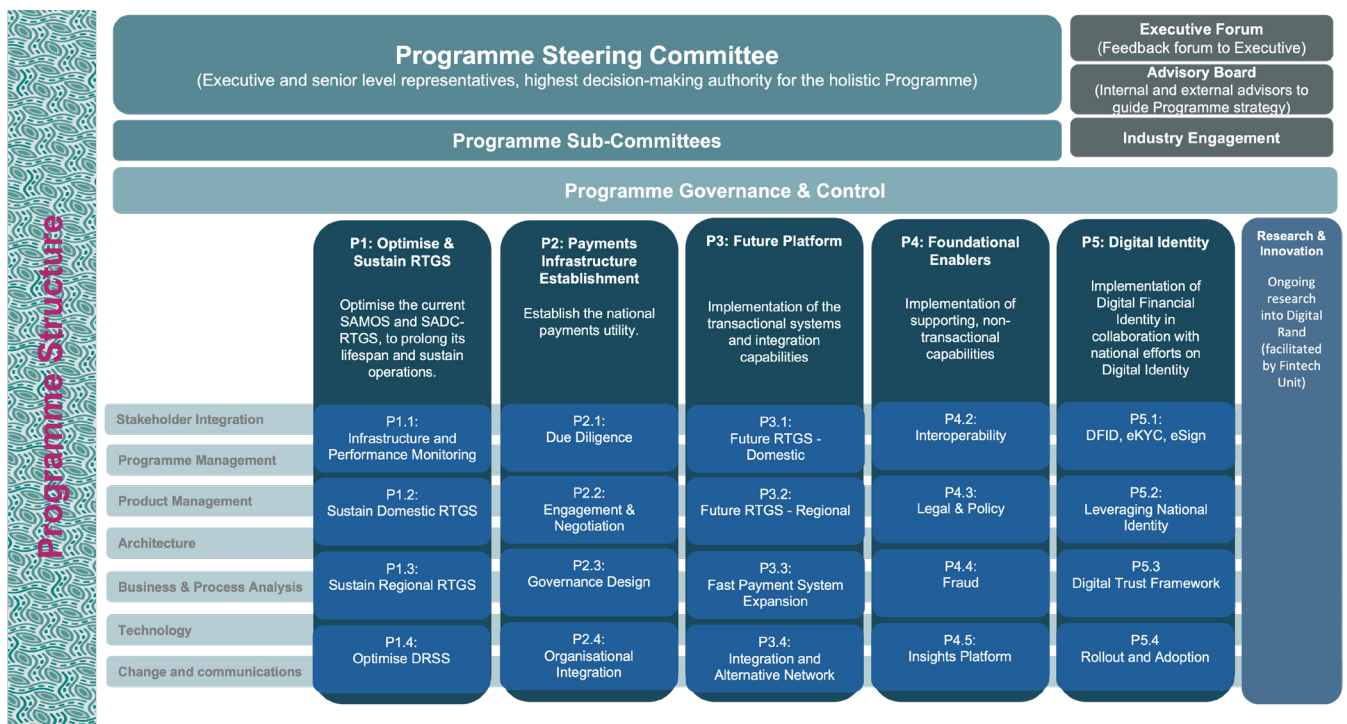 Programme Structure
Programme Steering Committee
(Executive and senior level representatives, highest decision-making authority for the holistic Programme)
Executive Forum
(Feedback forum to Executive)
Advisory Board
(Internal and external advisors to
guide Programme strategy)
Programme Sub-Committees
Industry Engagement
Programme Governance & Control
P1: Optimise &
Sustain RTGS
Optimise the current
SAMOS and SADC-
RTGS, to prolong its
lifespan and sustain
operations.
P2: Payments
Infrastructure
Establishment
Establish the national
payments utility.
P3: Future Platform
Implementation of the
transactional systems
and integration
capabilities
P4: Foundational
Enablers
Implementation of
supporting, non-
transactional
capabilities
P5: Digital Identity
Implementation of
Digital Financial
Identity in
collaboration with
national efforts on
Digital Identity
Research &
Innovation
Ongoing
research
into Digital
Rand
(facilitated
by Fintech
Unit)
Stakeholder Integration
Programme Management
Product Management
Architecture
Business & Process Analysis
Technology
Change and communications
P1.1:
Infrastructure and
Performance Monitoring
P1.2:
Sustain Domestic RTGS
P1.3:
Sustain Regional RTGS
P1.4:
Optimise DRSS
P2.1:
Due Diligence
P2.2:
Engagement &
Negotiation
P2.3:
Governance Design
P2.4:
Organisational
Integration
P3.1:
Future RTGS -
Domestic
P3.2:
Future RTGS - Regional
P3.3:
Fast Payment System
Expansion
P3.4:
Integration and
Alternative Network
P4.2:
Interoperability
P4.3:
Legal & Policy
P4.4:
Fraud
P4.5:
Insights Platform
P5.1:
DFID, eKYC, eSign
P5.2:
Leveraging National
Identity
P5.3
Digital Trust Framework
P5.4
Rollout and Adoption